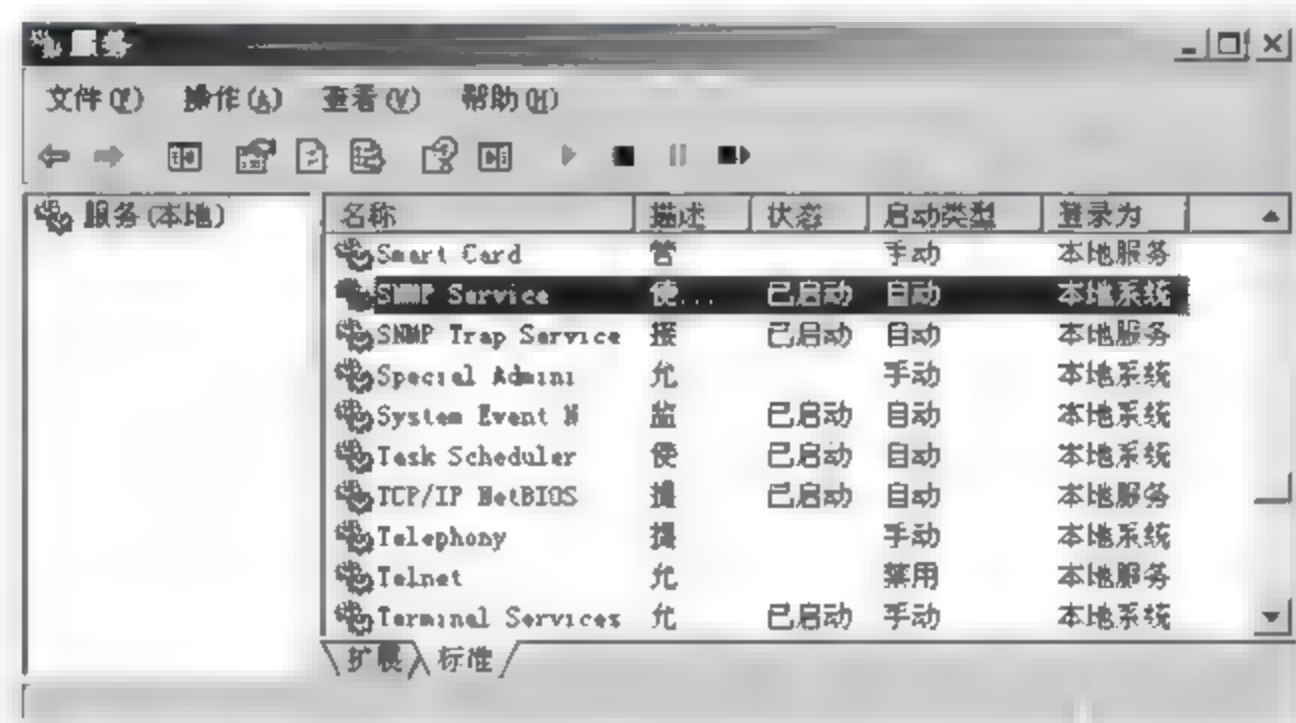 服务
文件(F) 操作(A) 查看(V) 帮助(H)
服务(本地)
名称 描述 状态 启动类型 登录为
Smart Card 管 手动 本地服务
SNMP Service 使... 已启动 自动 本地系统
SNMP Trap Service 接 已启动 自动 本地服务
Special Admini 允 手动 本地系统
System Event N 监 已启动 自动 本地系统
Task Scheduler 使 已启动 自动 本地系统
TCP/IP NetBIOS 提 已启动 自动 本地服务
Telephony 提 手动 本地系统
Telnet 允 禁用 本地服务
Terminal Services 允 已启动 手动 本地系统
扩展 标准